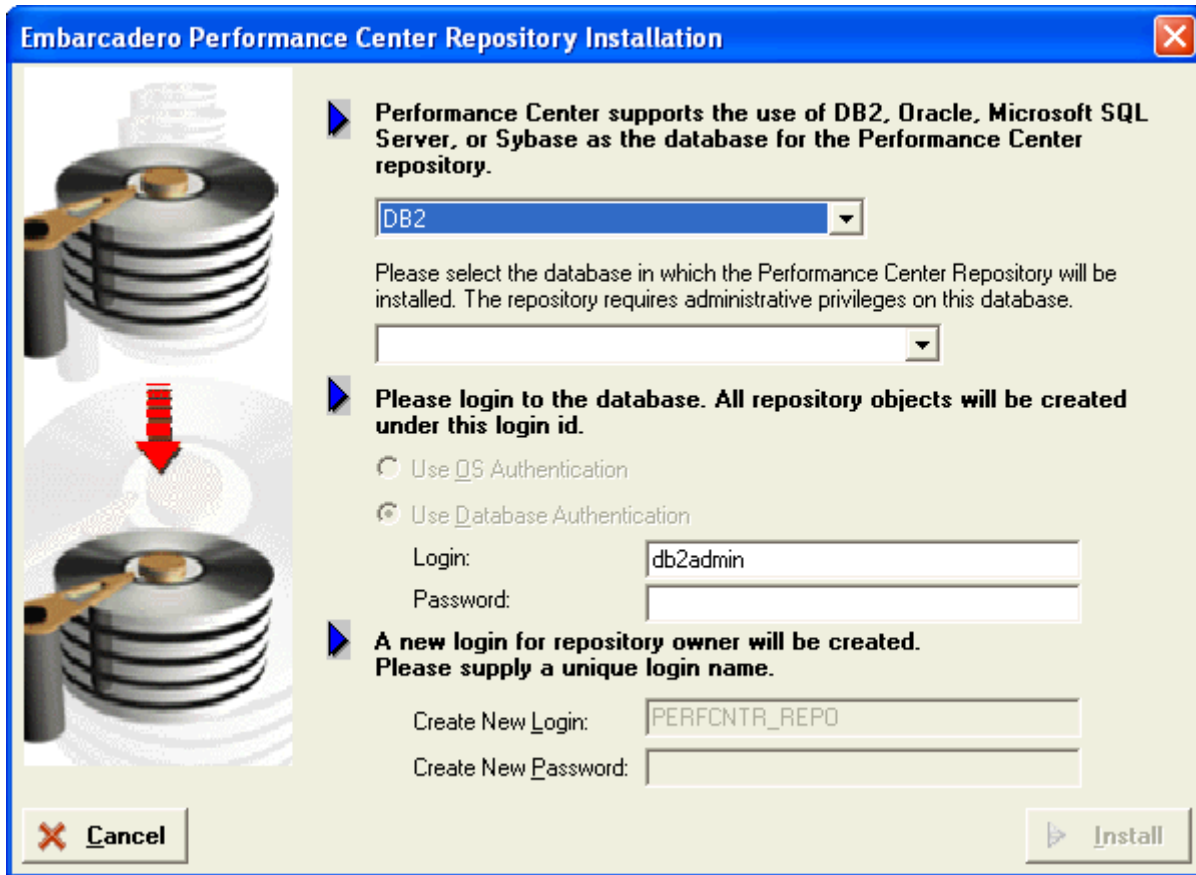 Embarcadero Performance Center Repository Installation
Performance Center supports the use of DB2, Oracle, Microsoft SQL
Server, or Sybase as the database for the Performance Center
repository.
DB2
Please select the database in which the Performance Center Repository will be
installed. The repository requires administrative privileges on this database.
Please login to the database. All repository objects will be created
under this login id.
Use OS Authentication
Use Database Authentication
Login:
db2admin
Password:
A new login for repository owner will be created.
Please supply a unique login name.
Create New Login:
PERFCNTR_REPO
Create New Password:
Cancel
Install